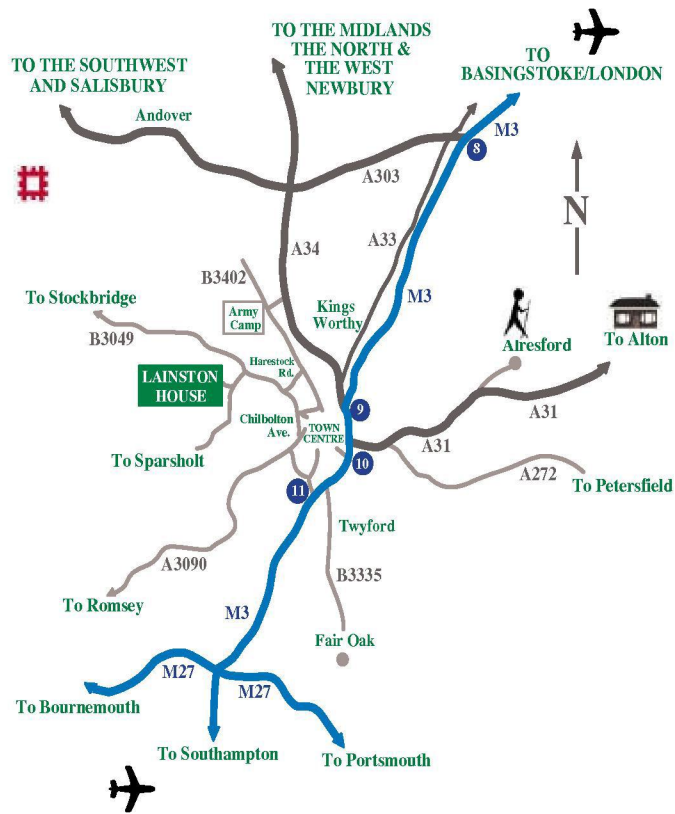 TO THE MIDLANDS
THE NORTH &
THE WEST
NEWBURY
TO
BASINGSTOKE/LONDON
TO THE SOUTHWEST
AND SALISBURY
Andover
M3
8
A303
N
A34
A33
B3402
M3
To Stockbridge
Army
Camp
Kings
Worthy
B3049
Alresford
To Alton
Harestock
Rd.
LAINSTON
HOUSE
9
A31
Chilbolton
Ave.
TOWN
CENTRE
A31
To Sparsholt
10
A272
To Petersfield
11
Twyford
A3090
B3335
To Romsey
M3
Fair Oak
M27
M27
To Bournemouth
To Southampton
To Portsmouth